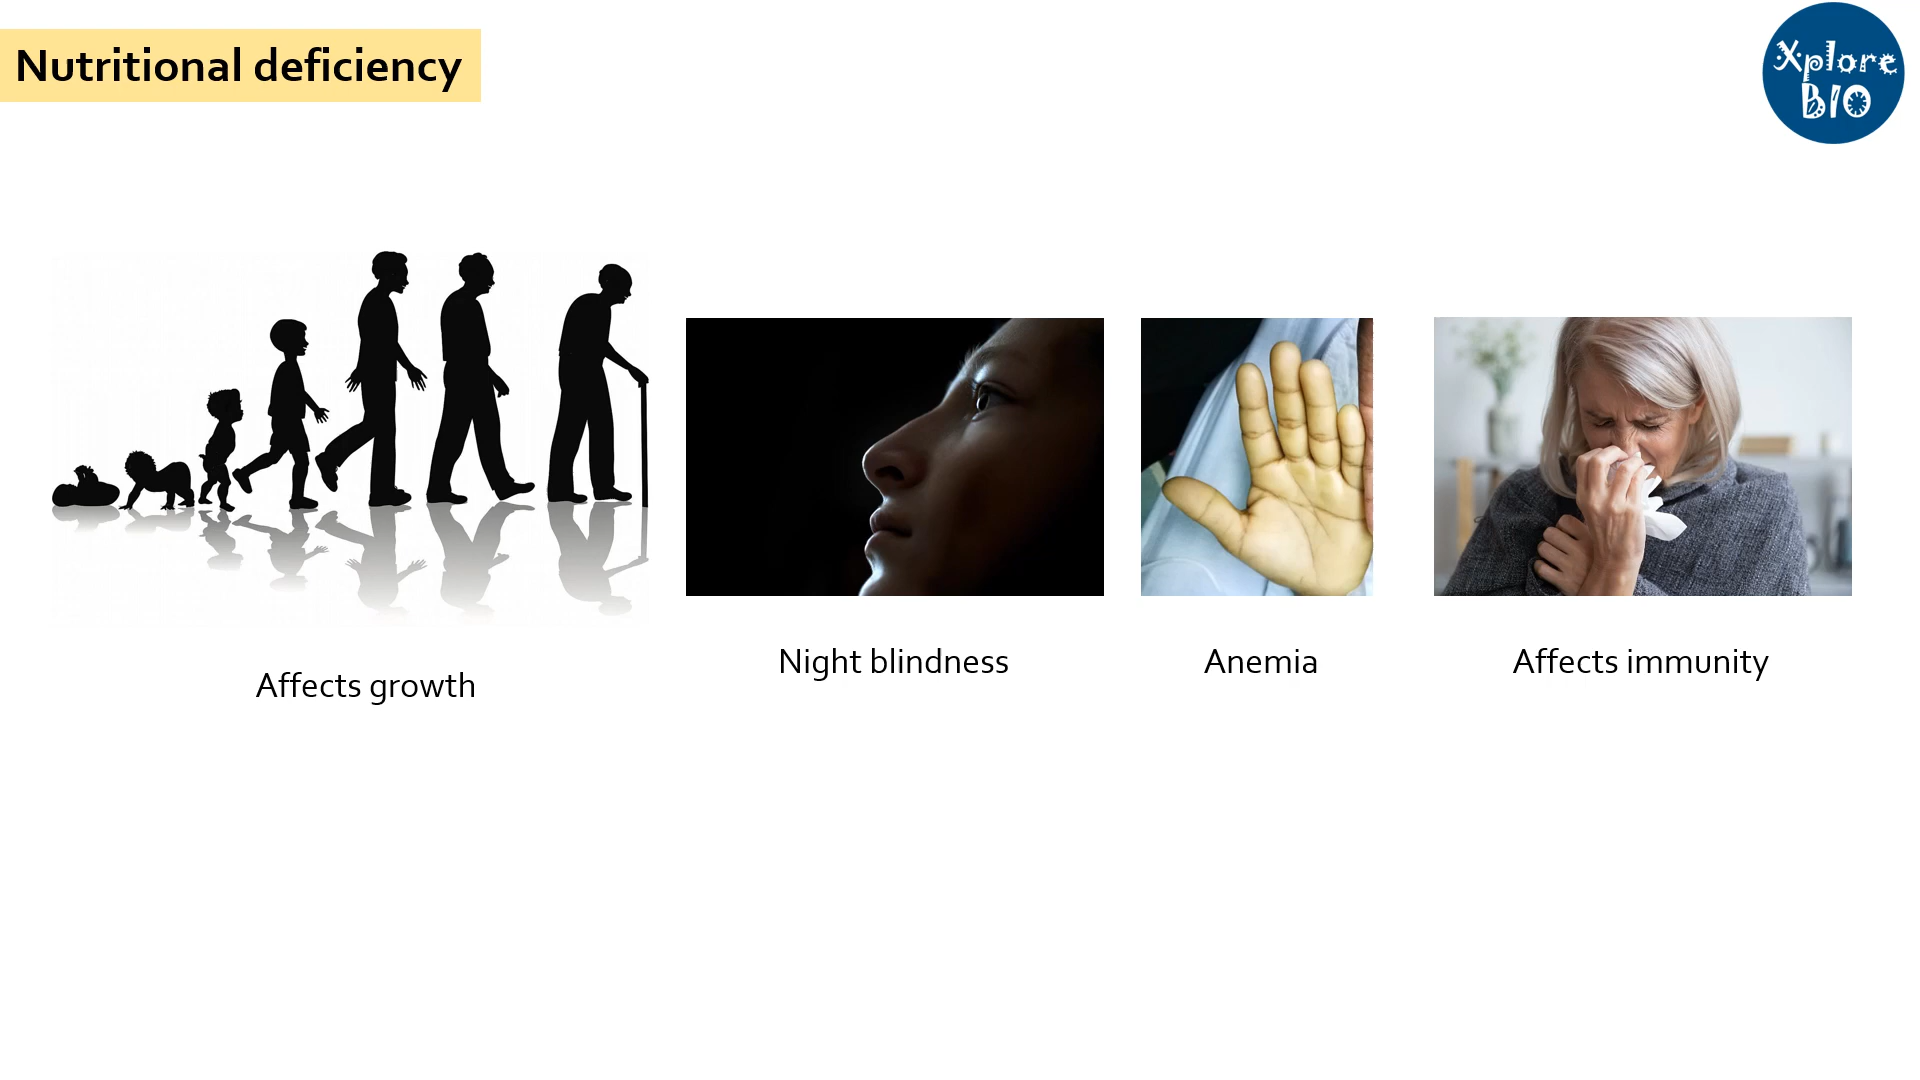 Nutritional deficiency
Xplore
BIO
Affects growth
Night blindness
Anemia
Affects immunity